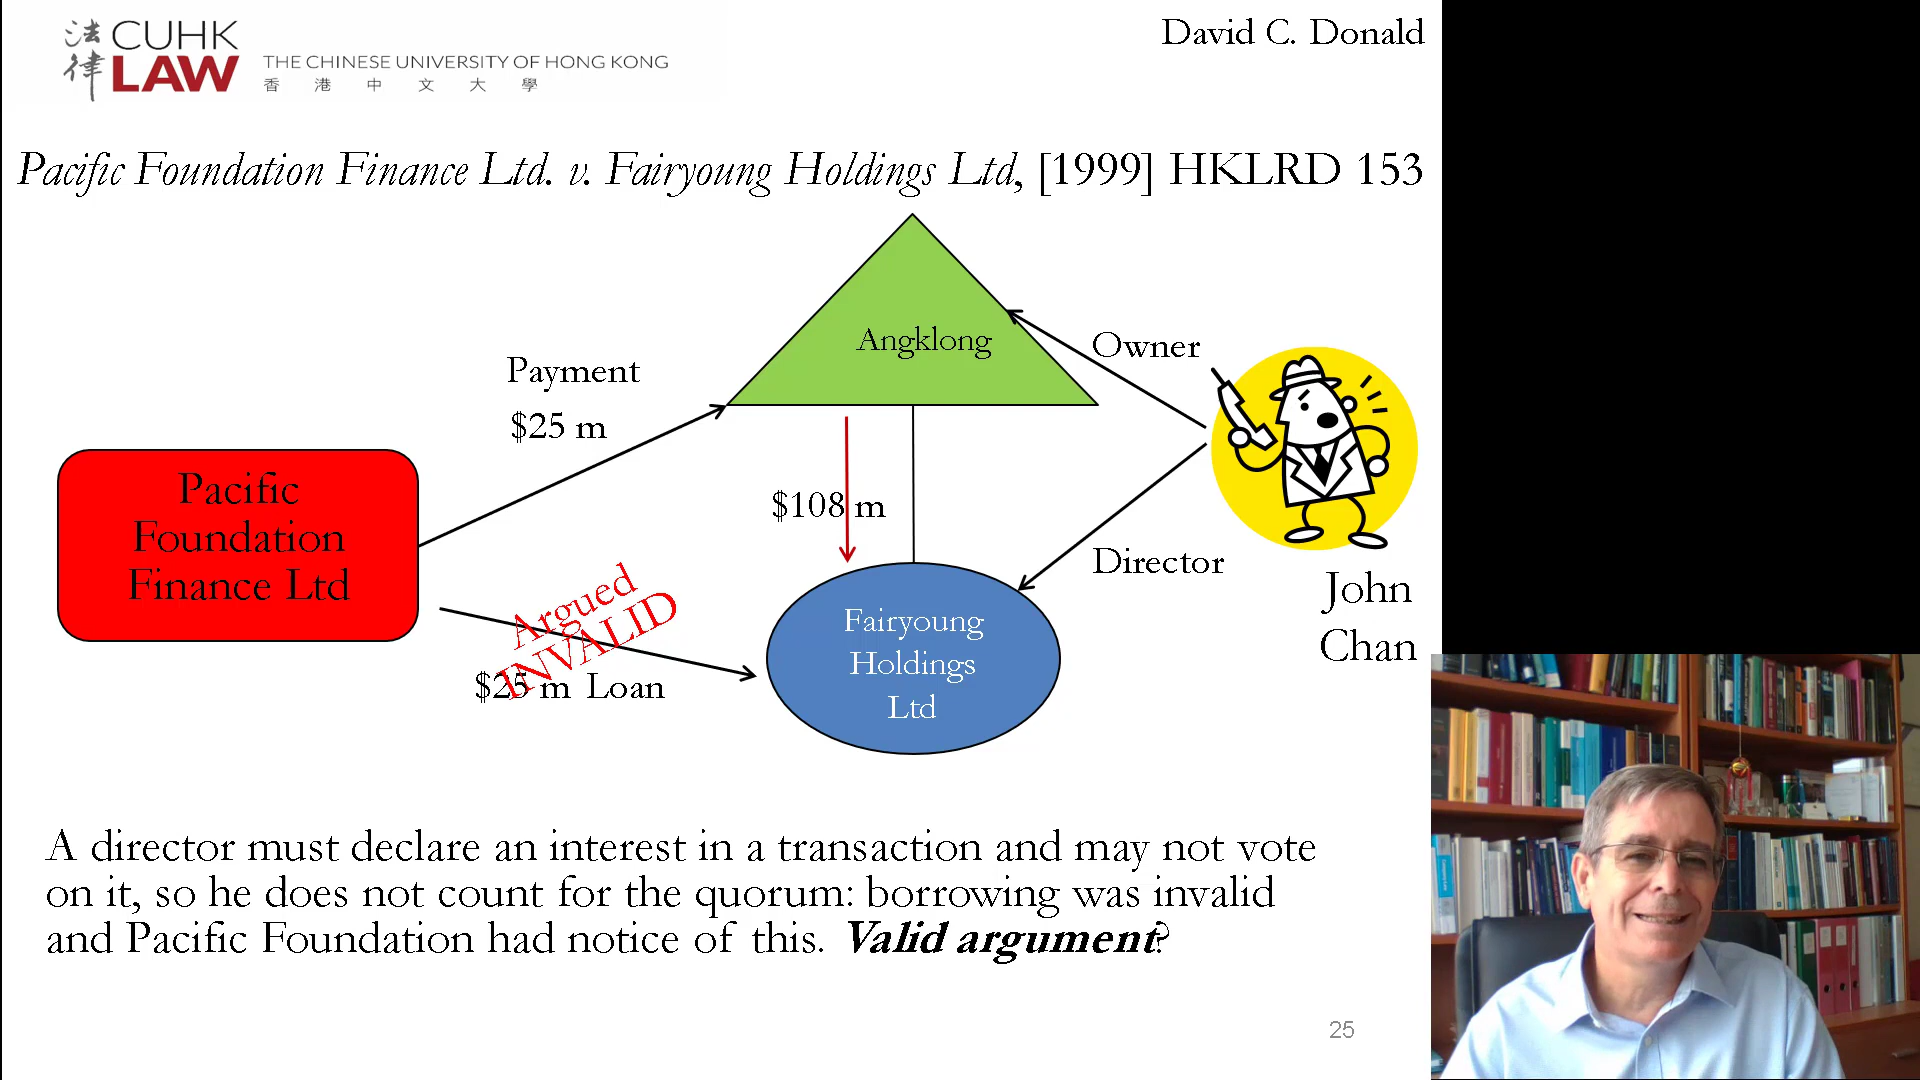 法律
CUHK
LAW
THE CHINESE UNIVERSITY OF HONG KONG
香港中文大學
David C. Donald
Pacific Foundation Finance Ltd. v. Fairyoung Holdings Ltd, [1999] HKLRD 153
Angklong
Owner
Payment
$25 m
Pacific
Foundation
Finance Ltd
$108 m
Argued
INVALID
$25 m Loan
Director
Fairyoung
Holdings
Ltd
John
Chan
A director must declare an interest in a transaction and may not vote
on it, so he does not count for the quorum: borrowing was invalid
and Pacific Foundation had notice of this. Valid argument?
25